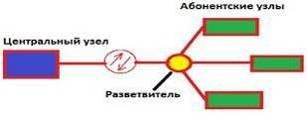 Абонентские узлы
Центральный узел
Разветвитель